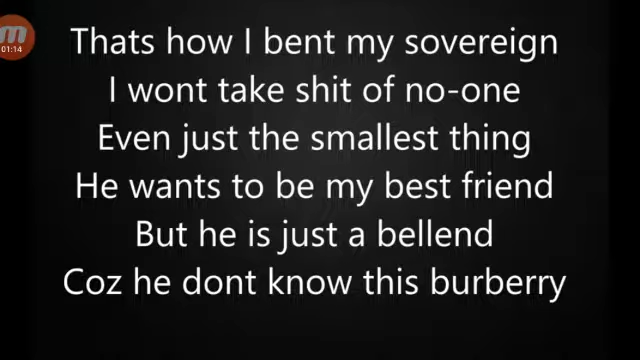 01:14
Thats how I bent my sovereign
I wont take shit of no-one
Even just the smallest thing
He wants to be my best friend
But he is just a bellend
Coz he dont know this burberry